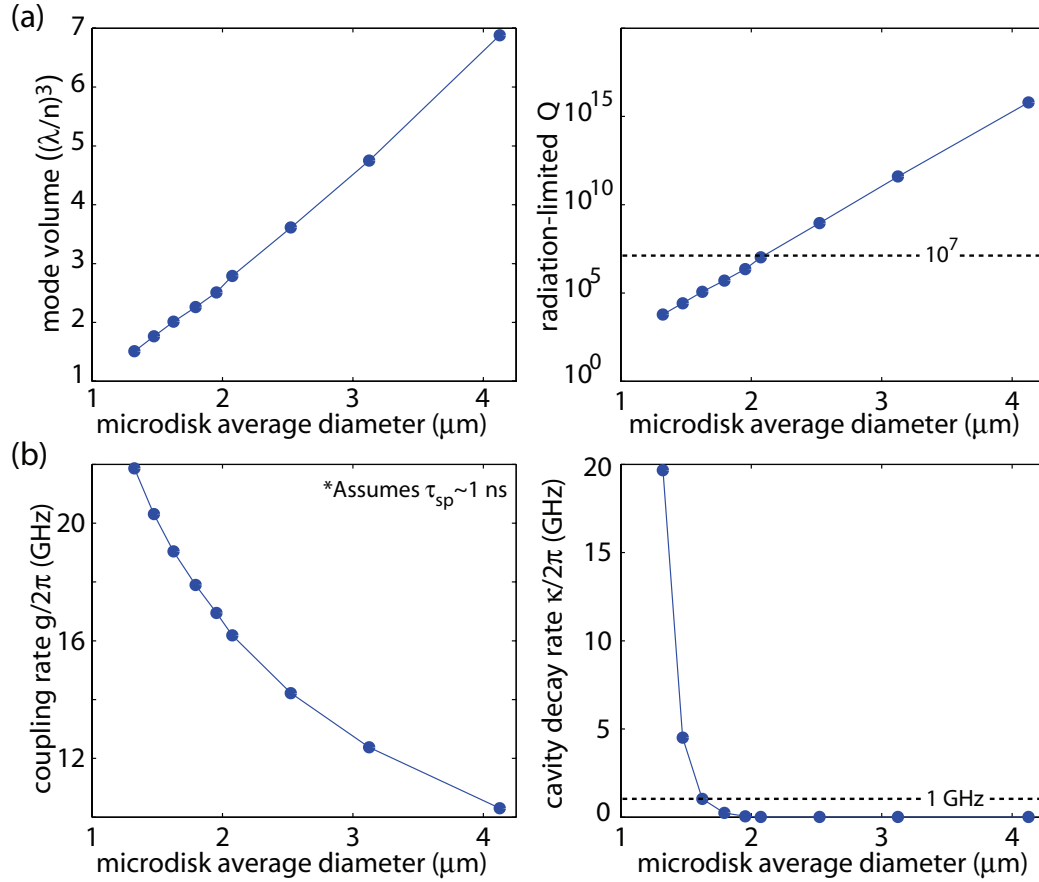 (a)
7
6
5
4
3
2
1
mode volume ((λ/n)³)
1 2 3 4
microdisk average diameter (μm)
10¹⁵
10¹⁰
10⁵
10⁰
radiation-limited Q
10⁷
1 2 3 4
microdisk average diameter (μm)
(b)
20
16
12
coupling rate g/2π (GHz)
*Assumes τ_sp~1 ns
1 2 3 4
microdisk average diameter (μm)
20
15
10
5
0
cavity decay rate κ/2π (GHz)
1 GHz
1 2 3 4
microdisk average diameter (μm)